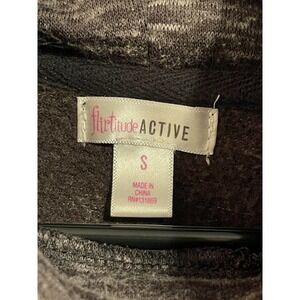 flirtitude ACTIVE
S
MADE IN
CHINA
RN#131869